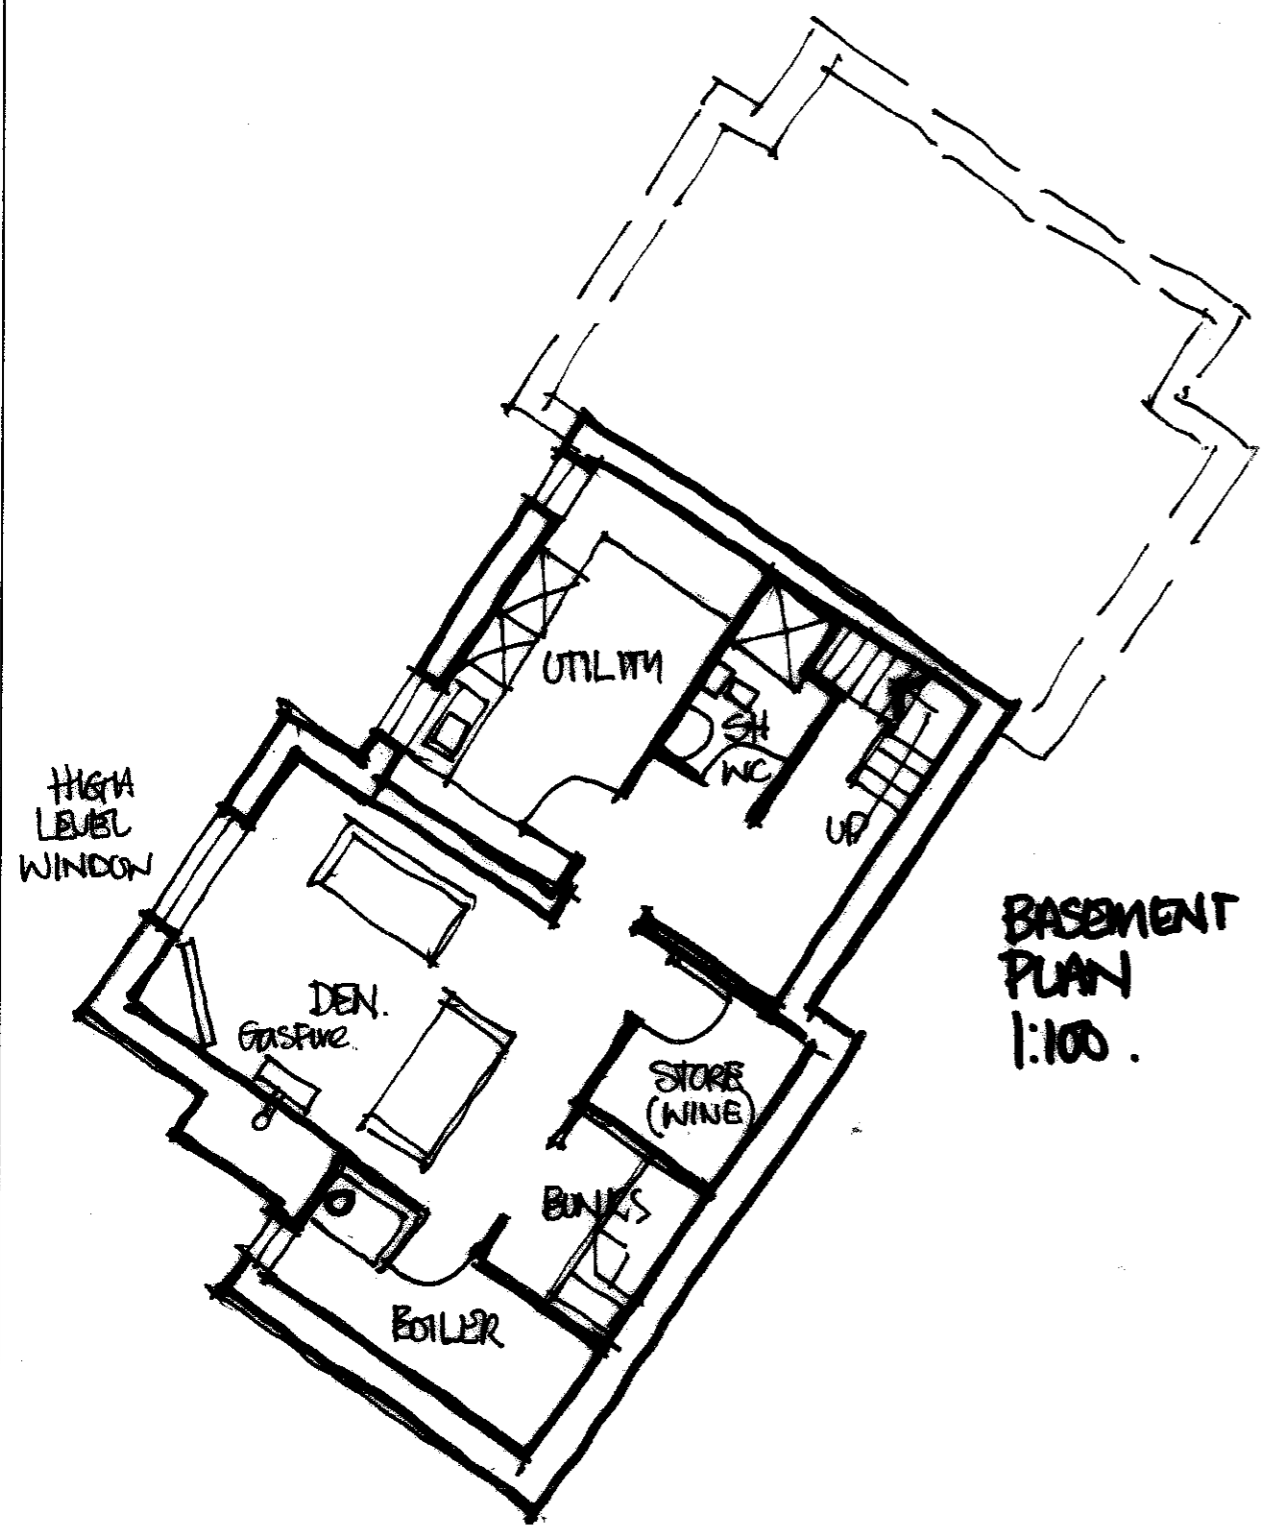 UTILITY
SH
WC
UP
HIGH
LEVEL
WINDOW
DEN.
GasFire
STORE
(WINE)
BUNKS
BOILER
BASEMENT
PLAN
1:100.